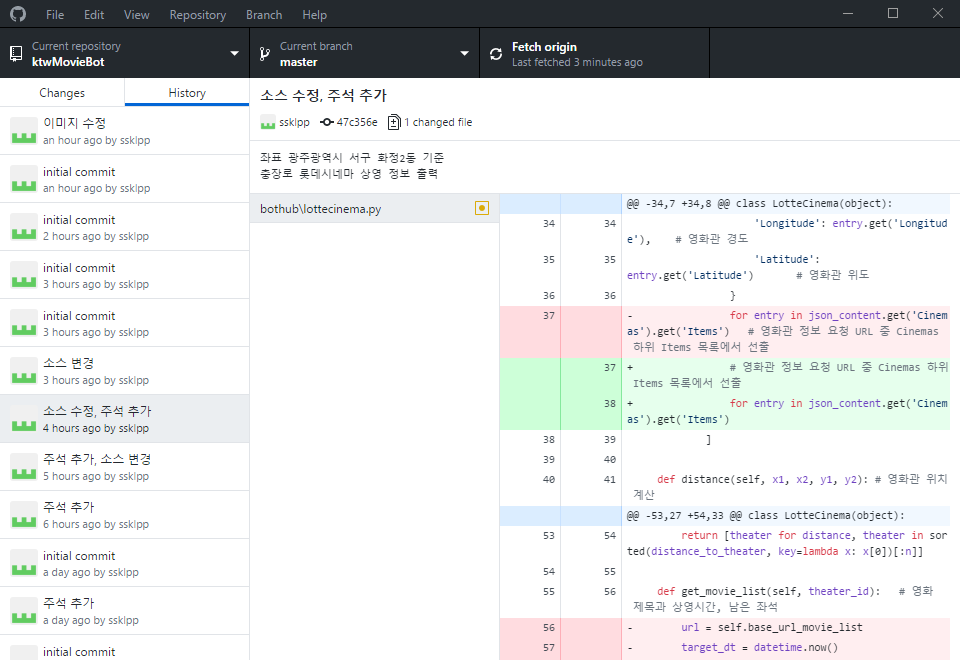 File Edit View Repository Branch Help
Current repository
ktwMovieBot
Current branch
master
Fetch origin
Last fetched 3 minutes ago
Changes History
이미지 수정
an hour ago by ssklpp
initial commit
an hour ago by ssklpp
initial commit
2 hours ago by ssklpp
initial commit
3 hours ago by ssklpp
initial commit
3 hours ago by ssklpp
소스 변경
3 hours ago by ssklpp
소스 수정, 주석 추가
4 hours ago by ssklpp
주석 추가, 소스 변경
5 hours ago by ssklpp
주석 추가
6 hours ago by ssklpp
initial commit
a day ago by ssklpp
주석 추가
a day ago by ssklpp
initial commit
소스 수정, 주석 추가
ssklpp 47c356e 1 changed file
좌표 광주광역시 서구 화정2동 기준
충장로 롯데시네마 상영 정보 출력
bothub\lottecinema.py
@@ -34,7 +34,8 @@ class LotteCinema(object):
34 34 'Longitude': entry.get('Longitud
e'), # 영화관 경도
35 35 'Latitude':
entry.get('Latitude') # 영화관 위도
36 36 }
37 - for entry in json_content.get('Cinem
as').get('Items') # 영화관 정보 요청 URL 중 Cinemas
하위 Items 목록에서 선출
37 + # 영화관 정보 요청 URL 중 Cinemas 하위
Items 목록에서 선출
38 + for entry in json_content.get('Cinem
as').get('Items')
38 39 ]
39 40
40 41 def distance(self, x1, x2, y1, y2): # 영화관 위치
계산
@@ -53,27 +54,33 @@ class LotteCinema(object):
53 54 return [theater for distance, theater in sor
ted(distance_to_theater, key=lambda x: x[0])[:n]]
54 55
55 56 def get_movie_list(self, theater_id): # 영화
제목과 상영시간, 남은 좌석
56 - url = self.base_url_movie_list
57 - target_dt = datetime.now()